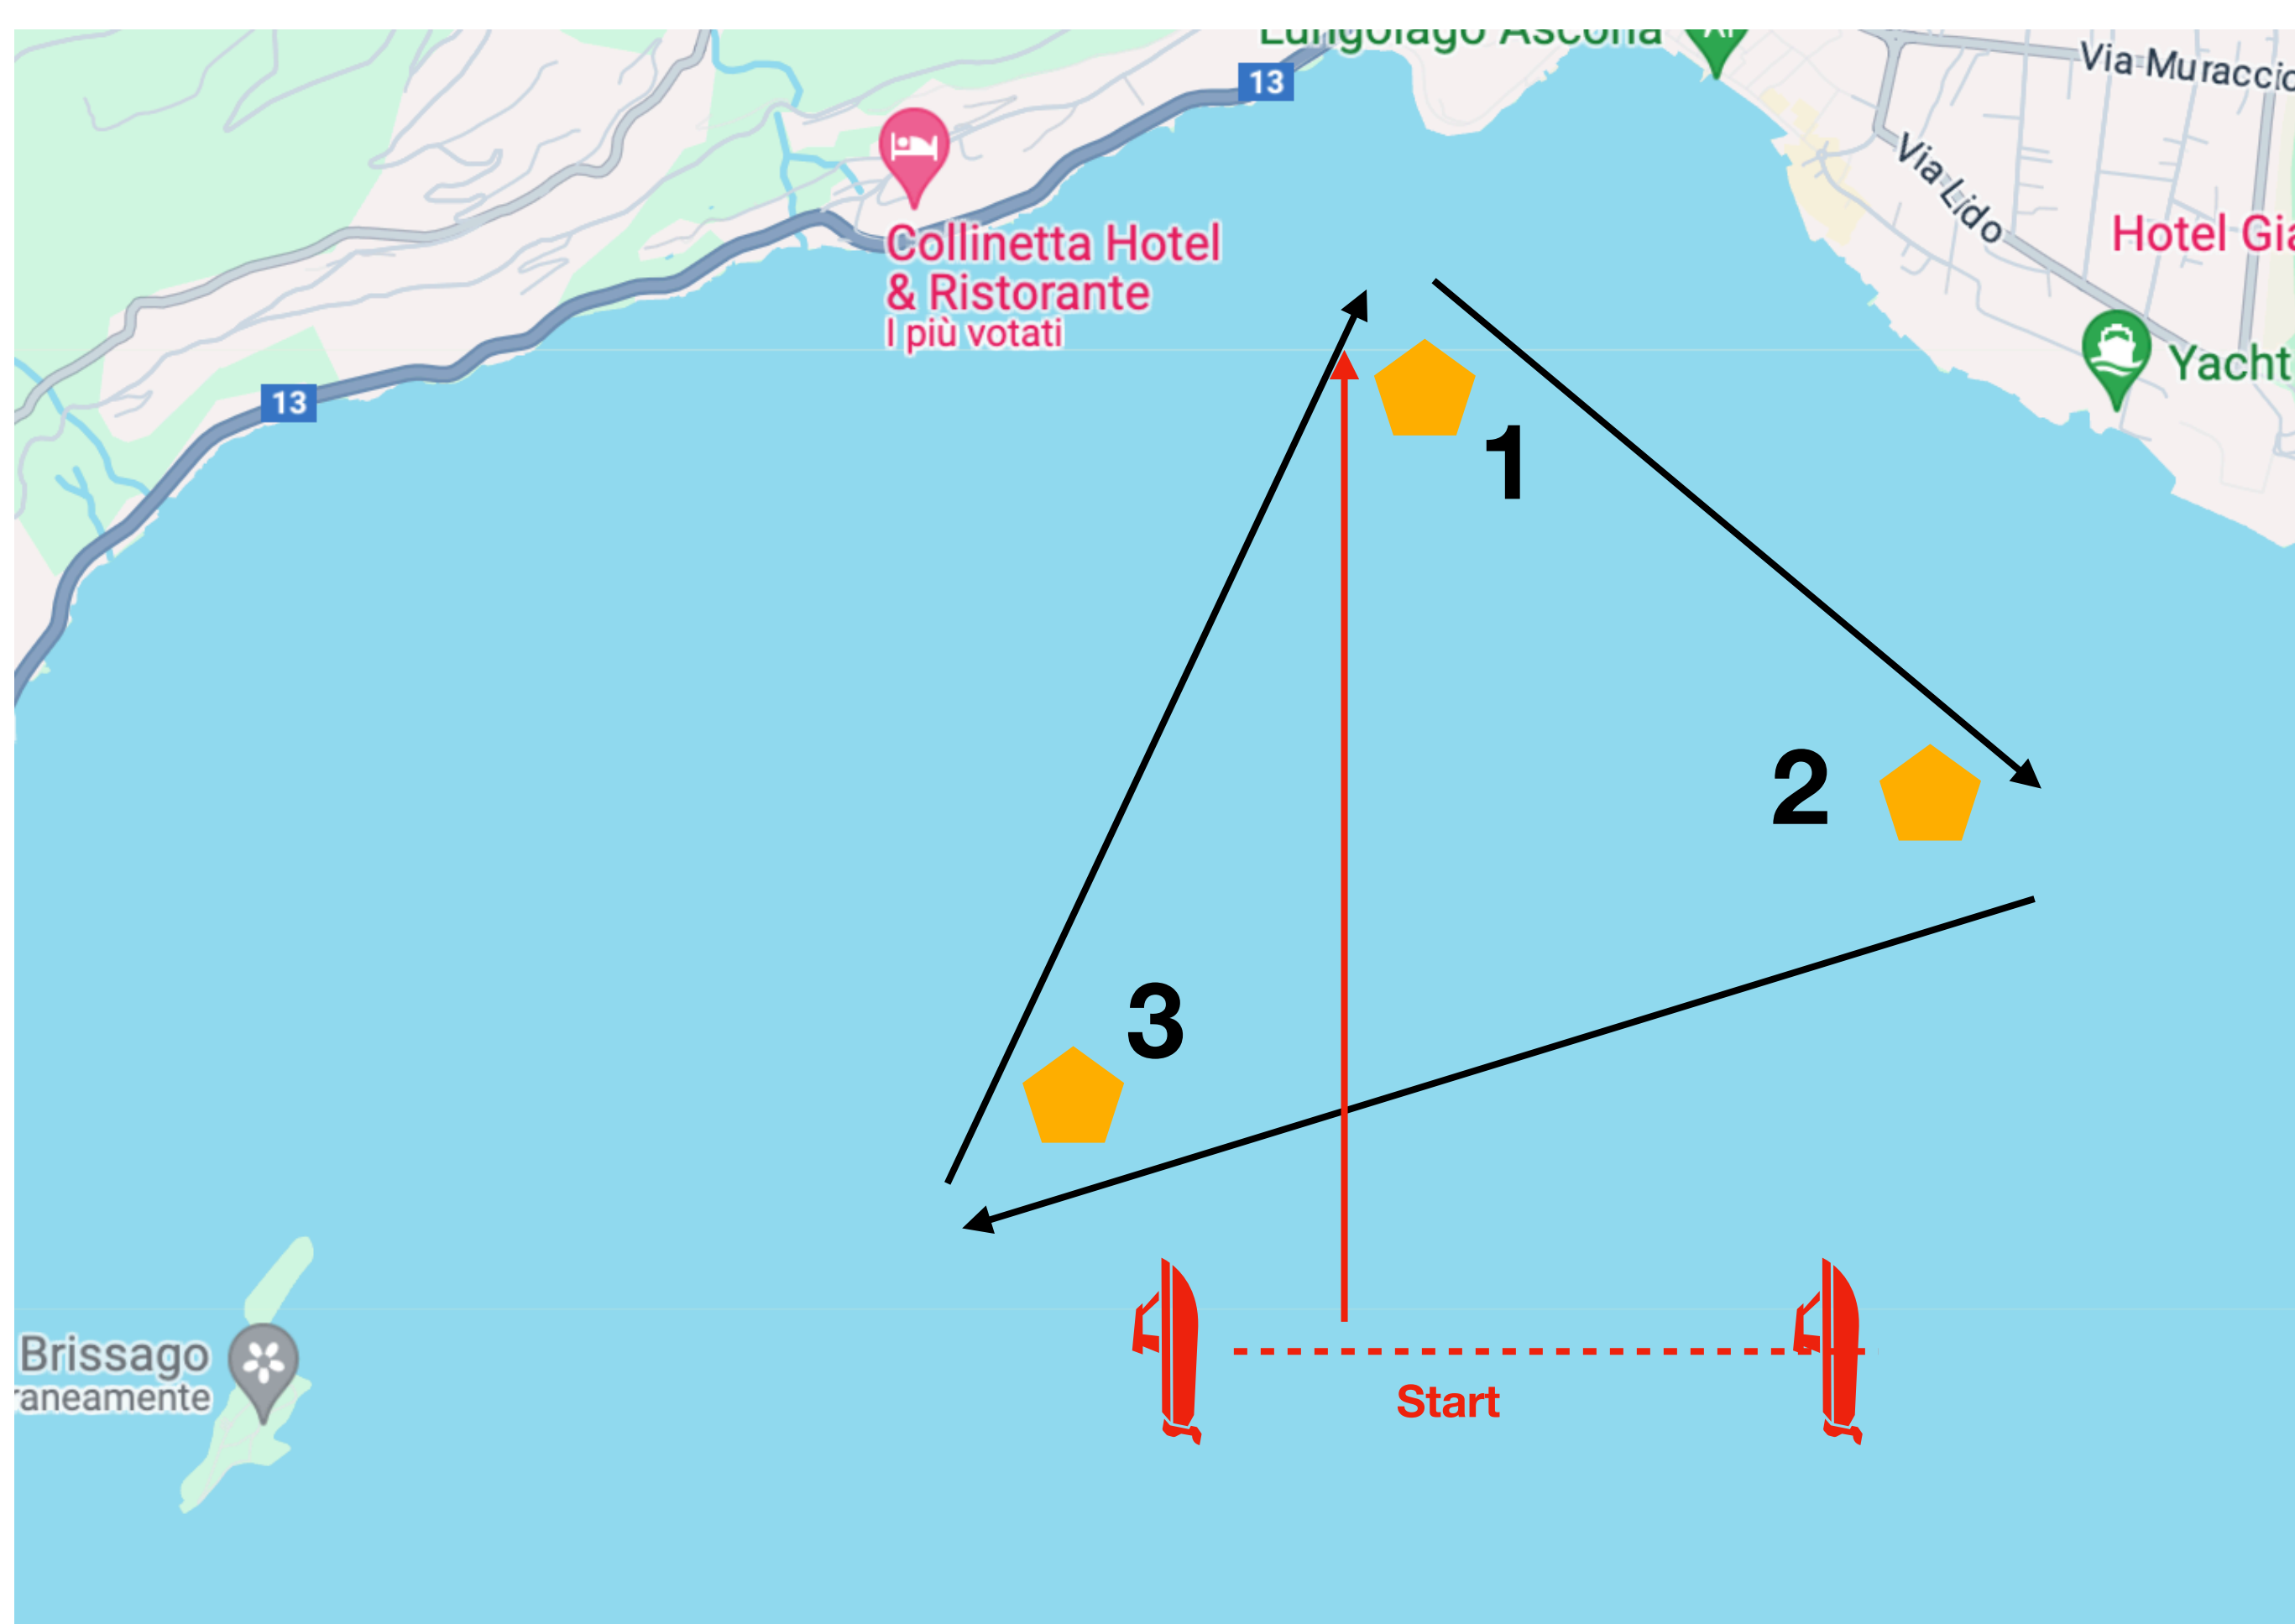 Lungolago Ascona
13
Via Muraccio
Via Lido
Collinetta Hotel
& Ristorante
I più votati
Hotel Gia
Yacht
13
1
2
3
Brissago
raneamente
Start